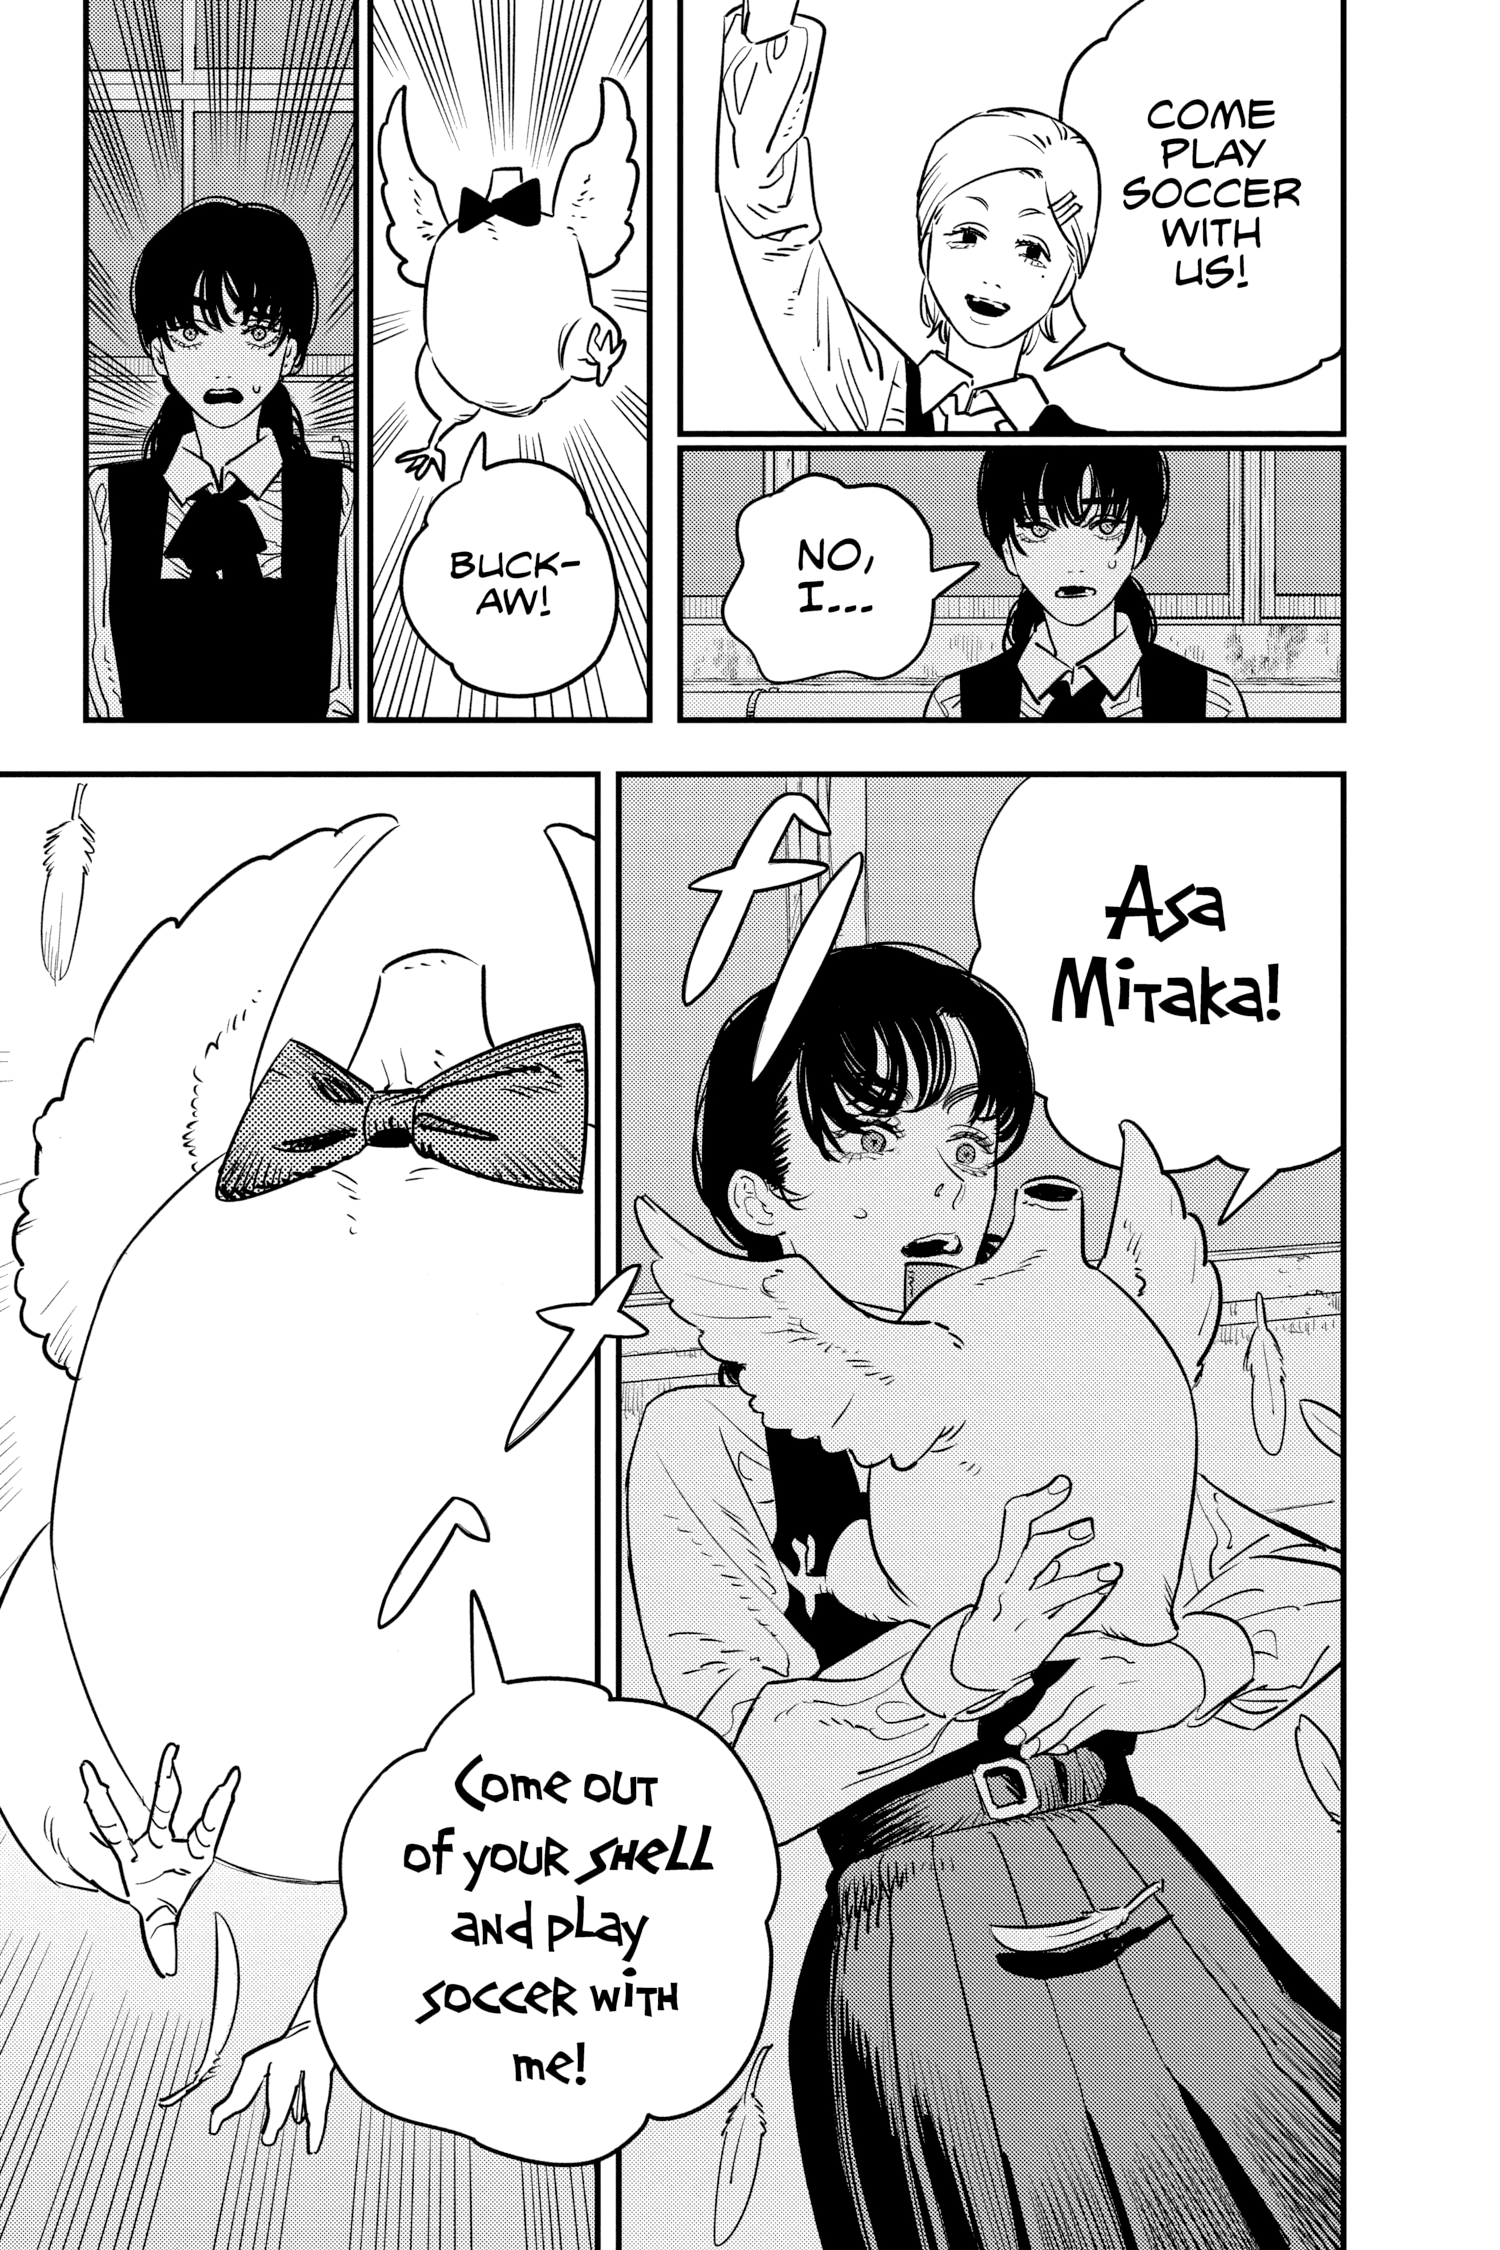 COME
PLAY
SOCCER
WITH
US!
NO,
I...
BUCK-
AW!
ASA
MITAKA!
COME OUT
OF YOUR SHELL
AND PLAY
SOCCER WITH
ME!